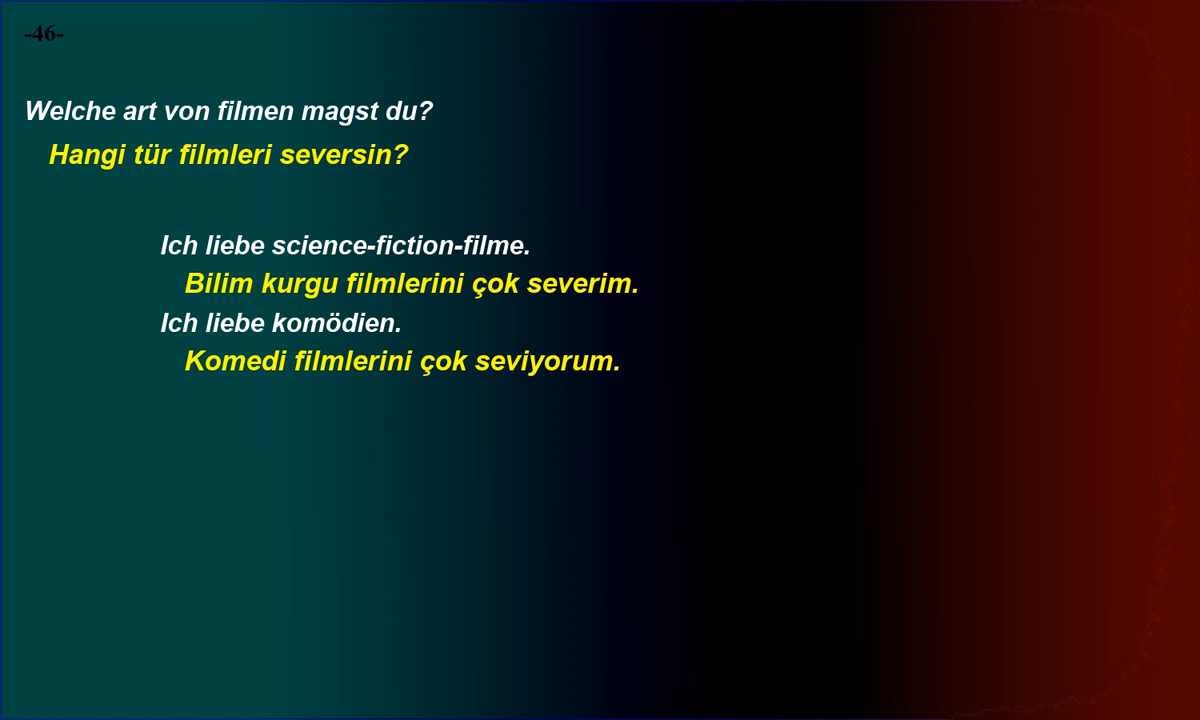 -46-
Welche art von filmen magst du?
Hangi tür filmleri seversin?
Ich liebe science-fiction-filme.
Bilim kurgu filmlerini çok severim.
Ich liebe komödien.
Komedi filmlerini çok seviyorum.